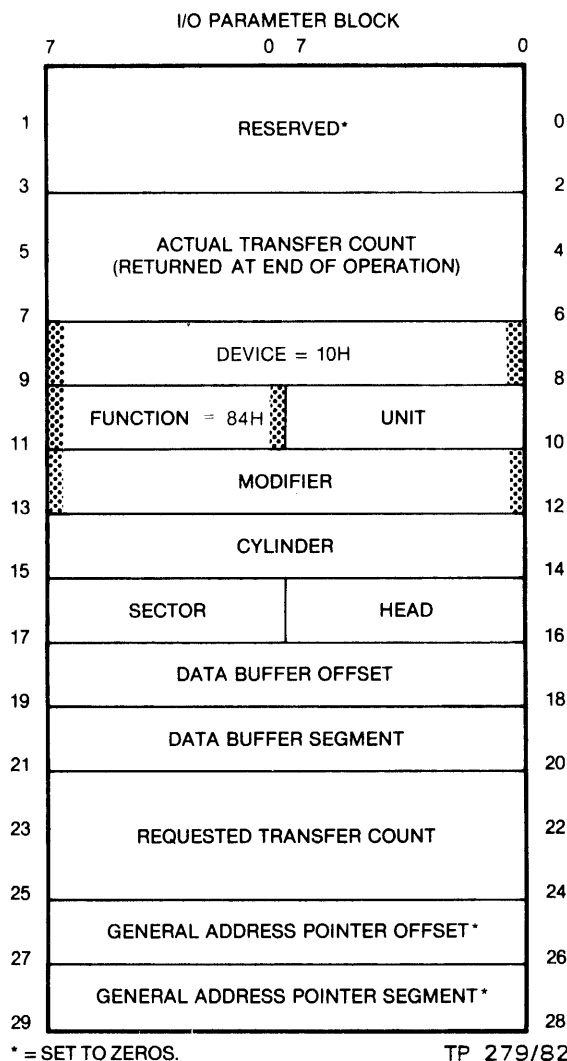 I/O PARAMETER BLOCK
7 0 7 0
1 RESERVED* 0
3 2
5 ACTUAL TRANSFER COUNT 4
(RETURNED AT END OF OPERATION)
7 6
DEVICE = 10H
9 8
FUNCTION = 84H UNIT
11 10
MODIFIER
13 12
CYLINDER
15 14
SECTOR HEAD
17 16
DATA BUFFER OFFSET
19 18
DATA BUFFER SEGMENT
21 20
23 REQUESTED TRANSFER COUNT 22
25 24
GENERAL ADDRESS POINTER OFFSET*
27 26
GENERAL ADDRESS POINTER SEGMENT*
29 28
* = SET TO ZEROS. TP 279/82